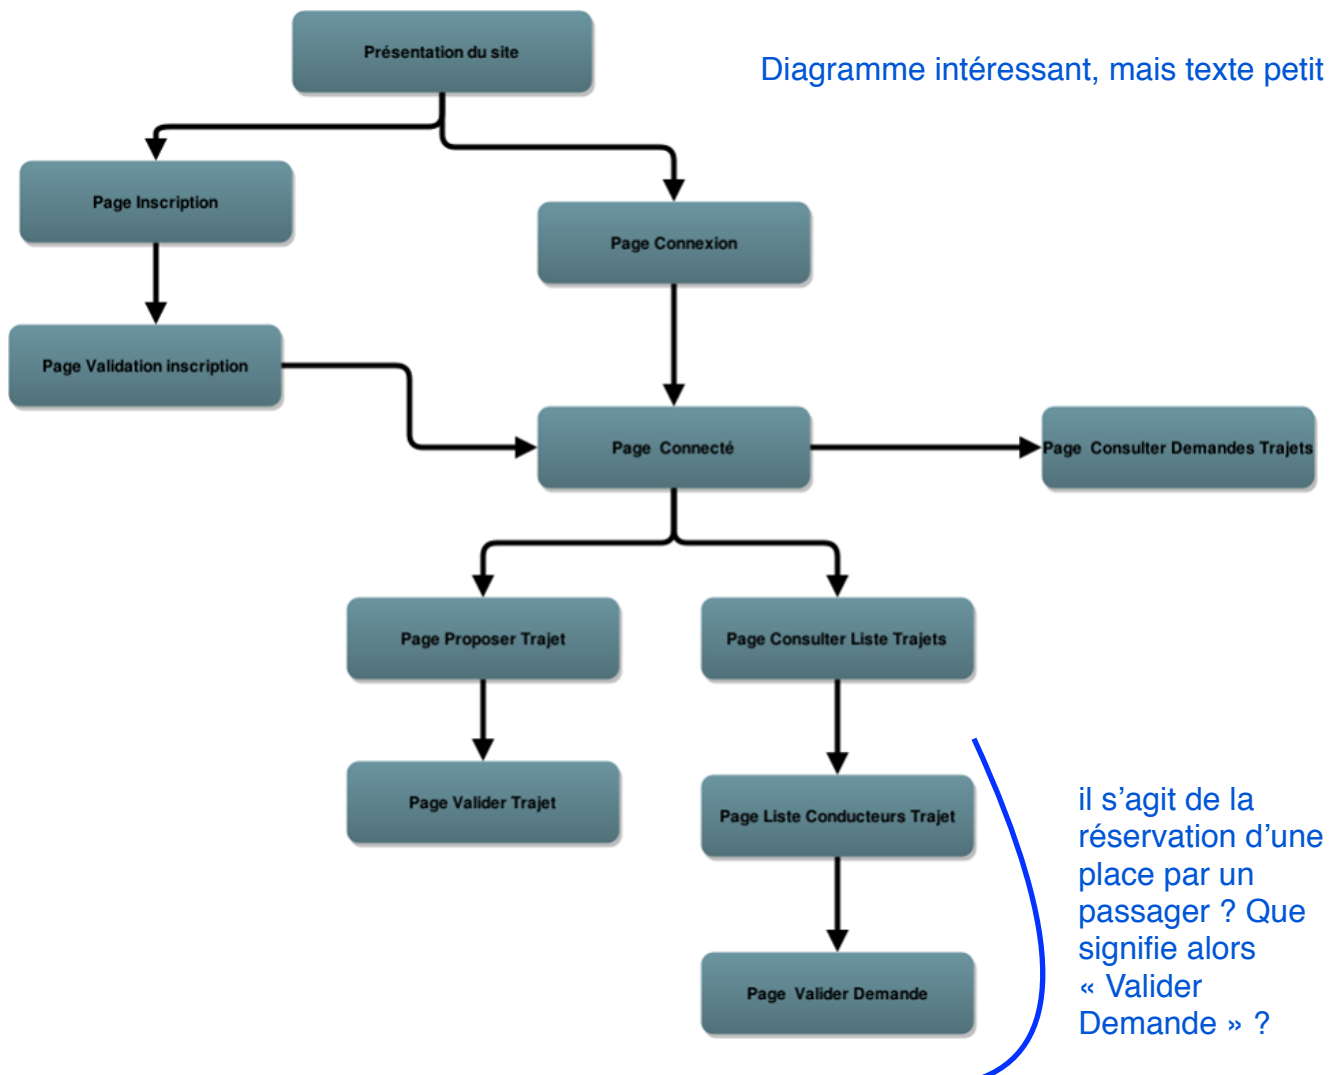 Présentation du site
Diagramme intéressant, mais texte petit
Page Inscription
Page Connexion
Page Validation inscription
Page Connecté
Page Consulter Demandes Trajets
Page Proposer Trajet
Page Consulter Liste Trajets
Page Valider Trajet
Page Liste Conducteurs Trajet
Page Valider Demande
il s’agit de la
réservation d’une
place par un
passager ? Que
signifie alors
« Valider
Demande » ?